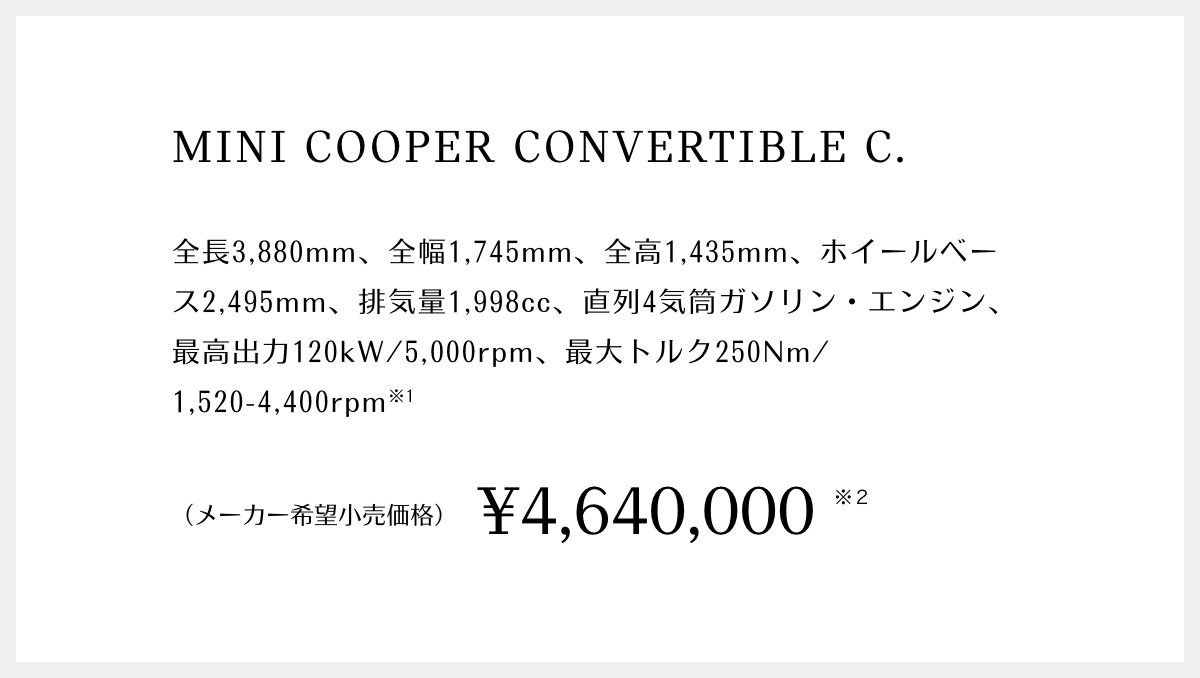 MINI COOPER CONVERTIBLE C.
全長3,880mm、全幅1,745mm、全高1,435mm、ホイールベー
ス2,495mm、排気量1,998cc、直列4気筒ガソリン・エンジン、
最高出力120kW/5,000rpm、最大トルク250Nm/
1,520-4,400rpm※1
（メーカー希望小売価格） ¥4,640,000 ※2